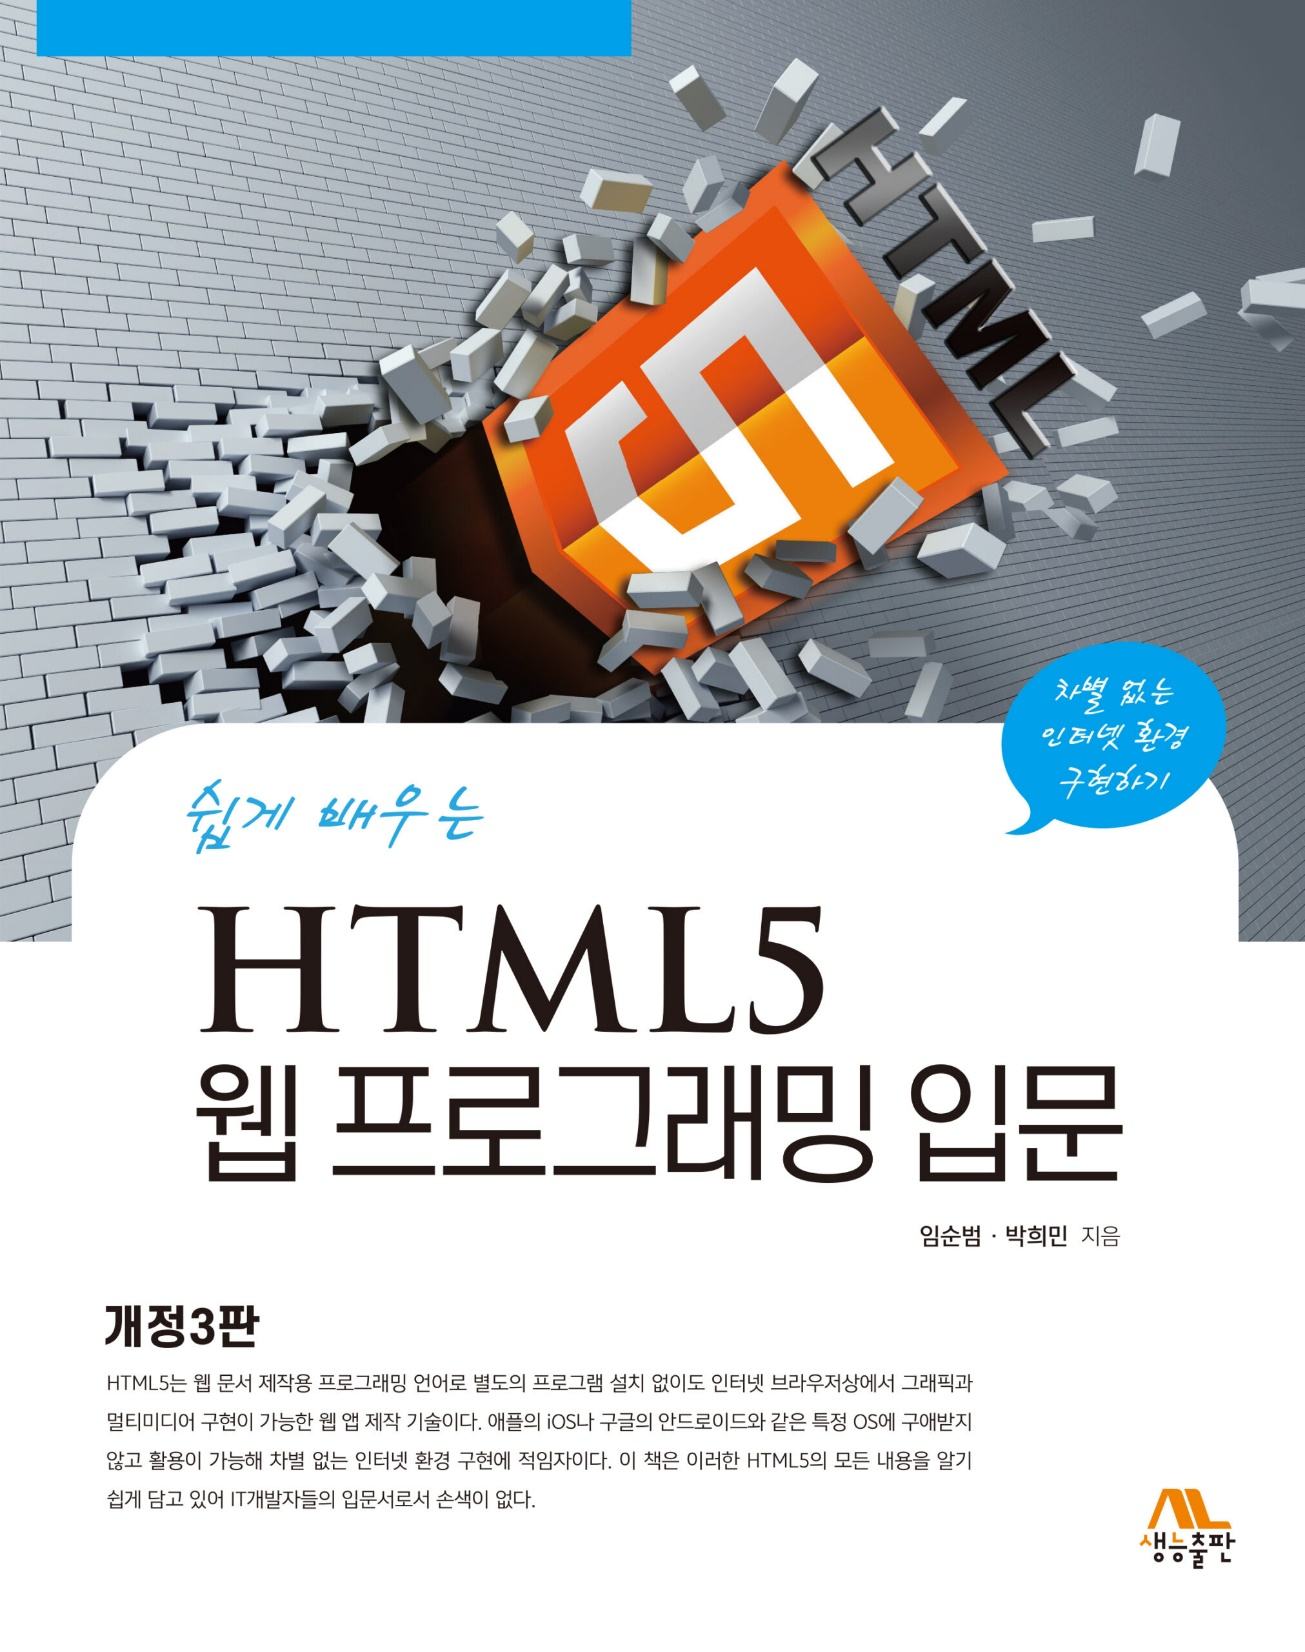 HTML
5
차별 없는
인터넷 환경
구현하기
쉽게 배우는
HTML5
웹 프로그래밍 입문
임순범 · 박희민 지음
개정3판
HTML5는 웹 문서 제작용 프로그래밍 언어로 별도의 프로그램 설치 없이도 인터넷 브라우저상에서 그래픽과
멀티미디어 구현이 가능한 웹 앱 제작 기술이다. 애플의 iOS나 구글의 안드로이드와 같은 특정 OS에 구애받지
않고 활용이 가능해 차별 없는 인터넷 환경 구현에 적임자이다. 이 책은 이러한 HTML5의 모든 내용을 알기
쉽게 담고 있어 IT개발자들의 입문서로서 손색이 없다.
생능출판